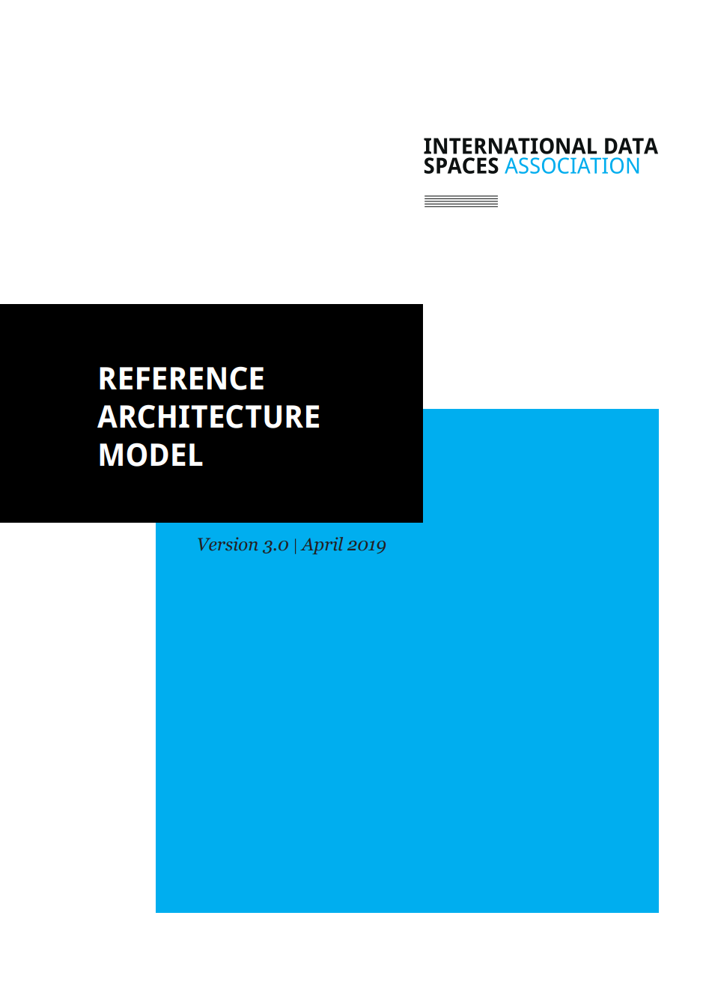 INTERNATIONAL DATA
SPACES ASSOCIATION
REFERENCE
ARCHITECTURE
MODEL
Version 3.0 | April 2019